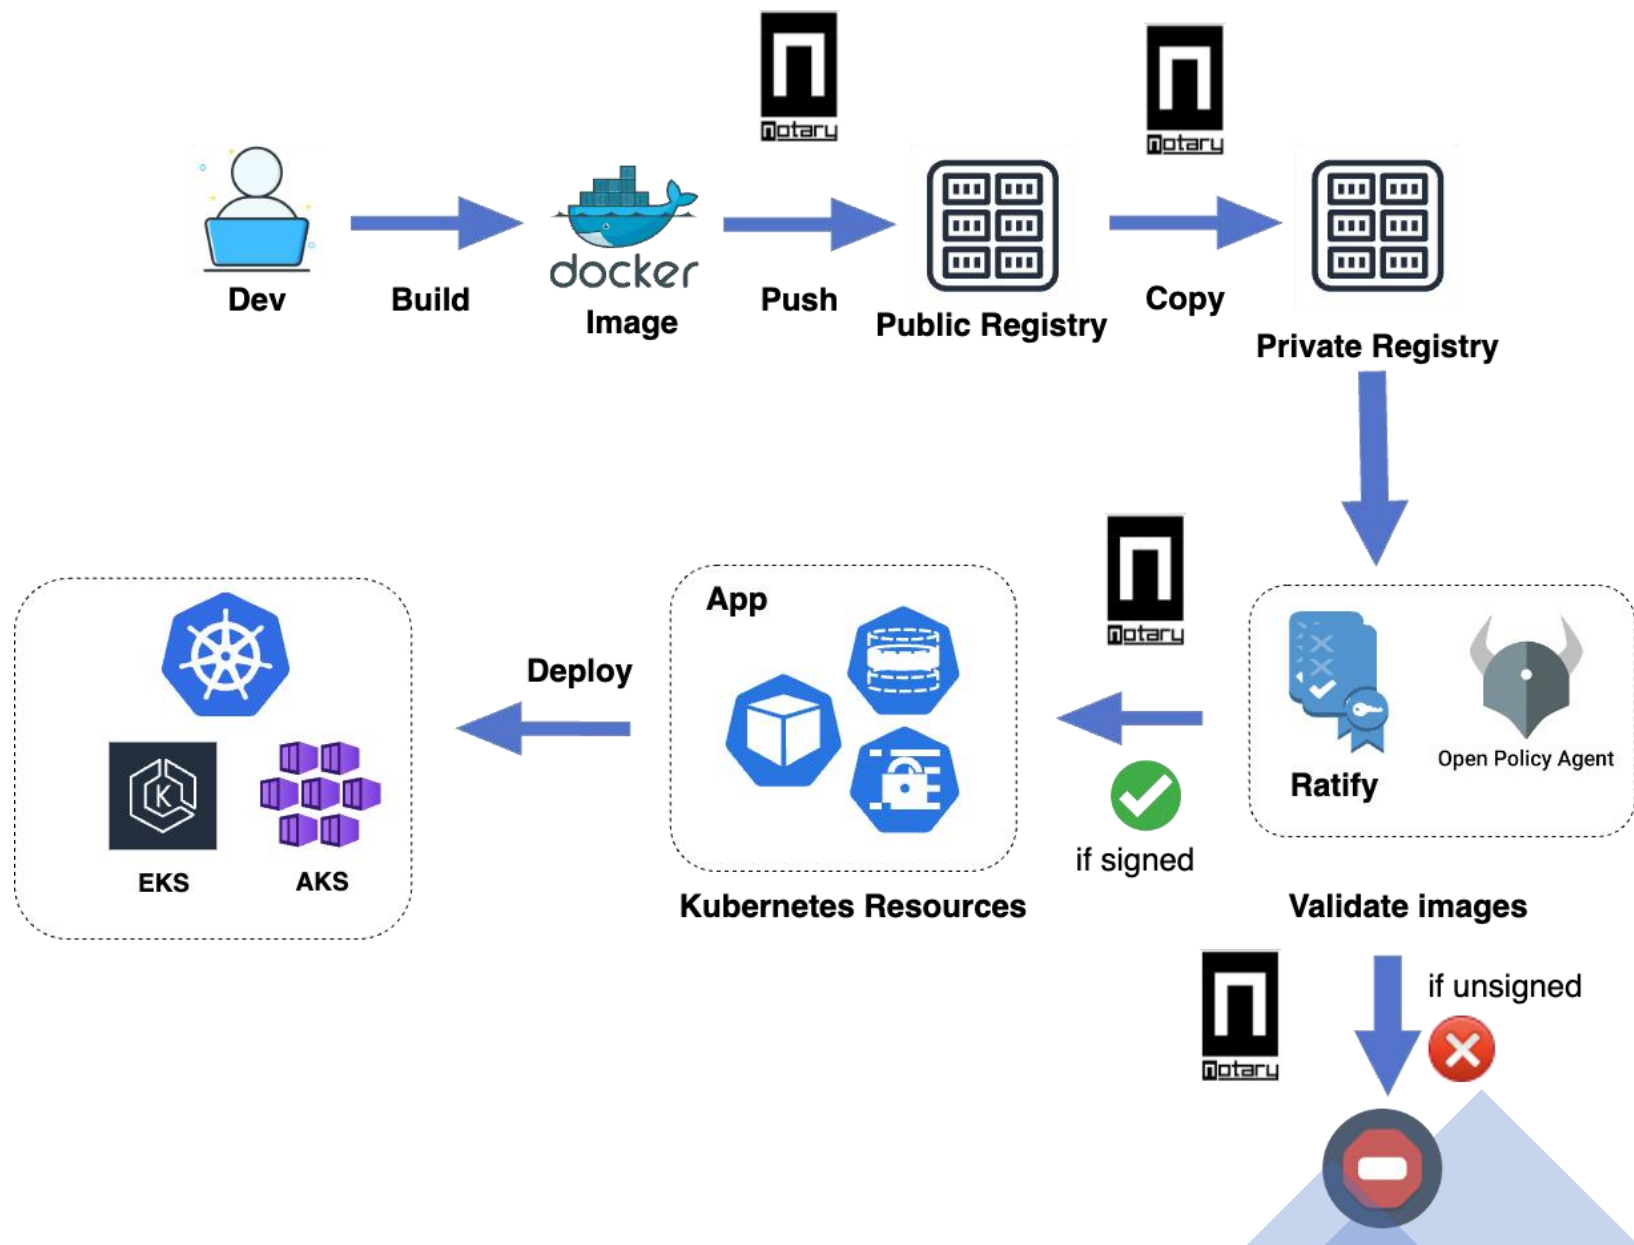 notary
notary
docker
Dev
Build
Image
Push
Public Registry
Copy
Private Registry
notary
App
Deploy
Ratify
Open Policy Agent
EKS
AKS
if signed
Kubernetes Resources
Validate images
notary
if unsigned